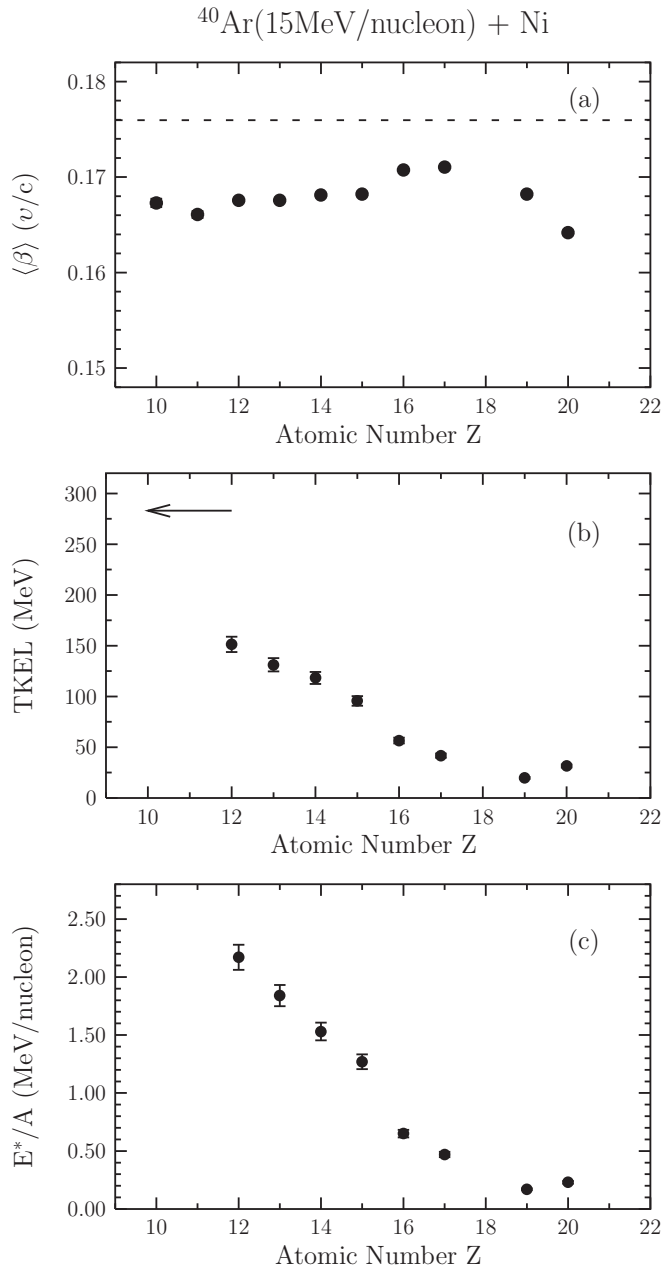 ⁴⁰Ar(15MeV/nucleon) + Ni
(a)
⟨β⟩ (υ/c)
0.18
0.17
0.16
0.15
10 12 14 16 18 20 22
Atomic Number Z
(b)
TKEL (MeV)
300
250
200
150
100
50
0
10 12 14 16 18 20 22
Atomic Number Z
(c)
E*/A (MeV/nucleon)
2.50
2.00
1.50
1.00
0.50
0.00
10 12 14 16 18 20 22
Atomic Number Z